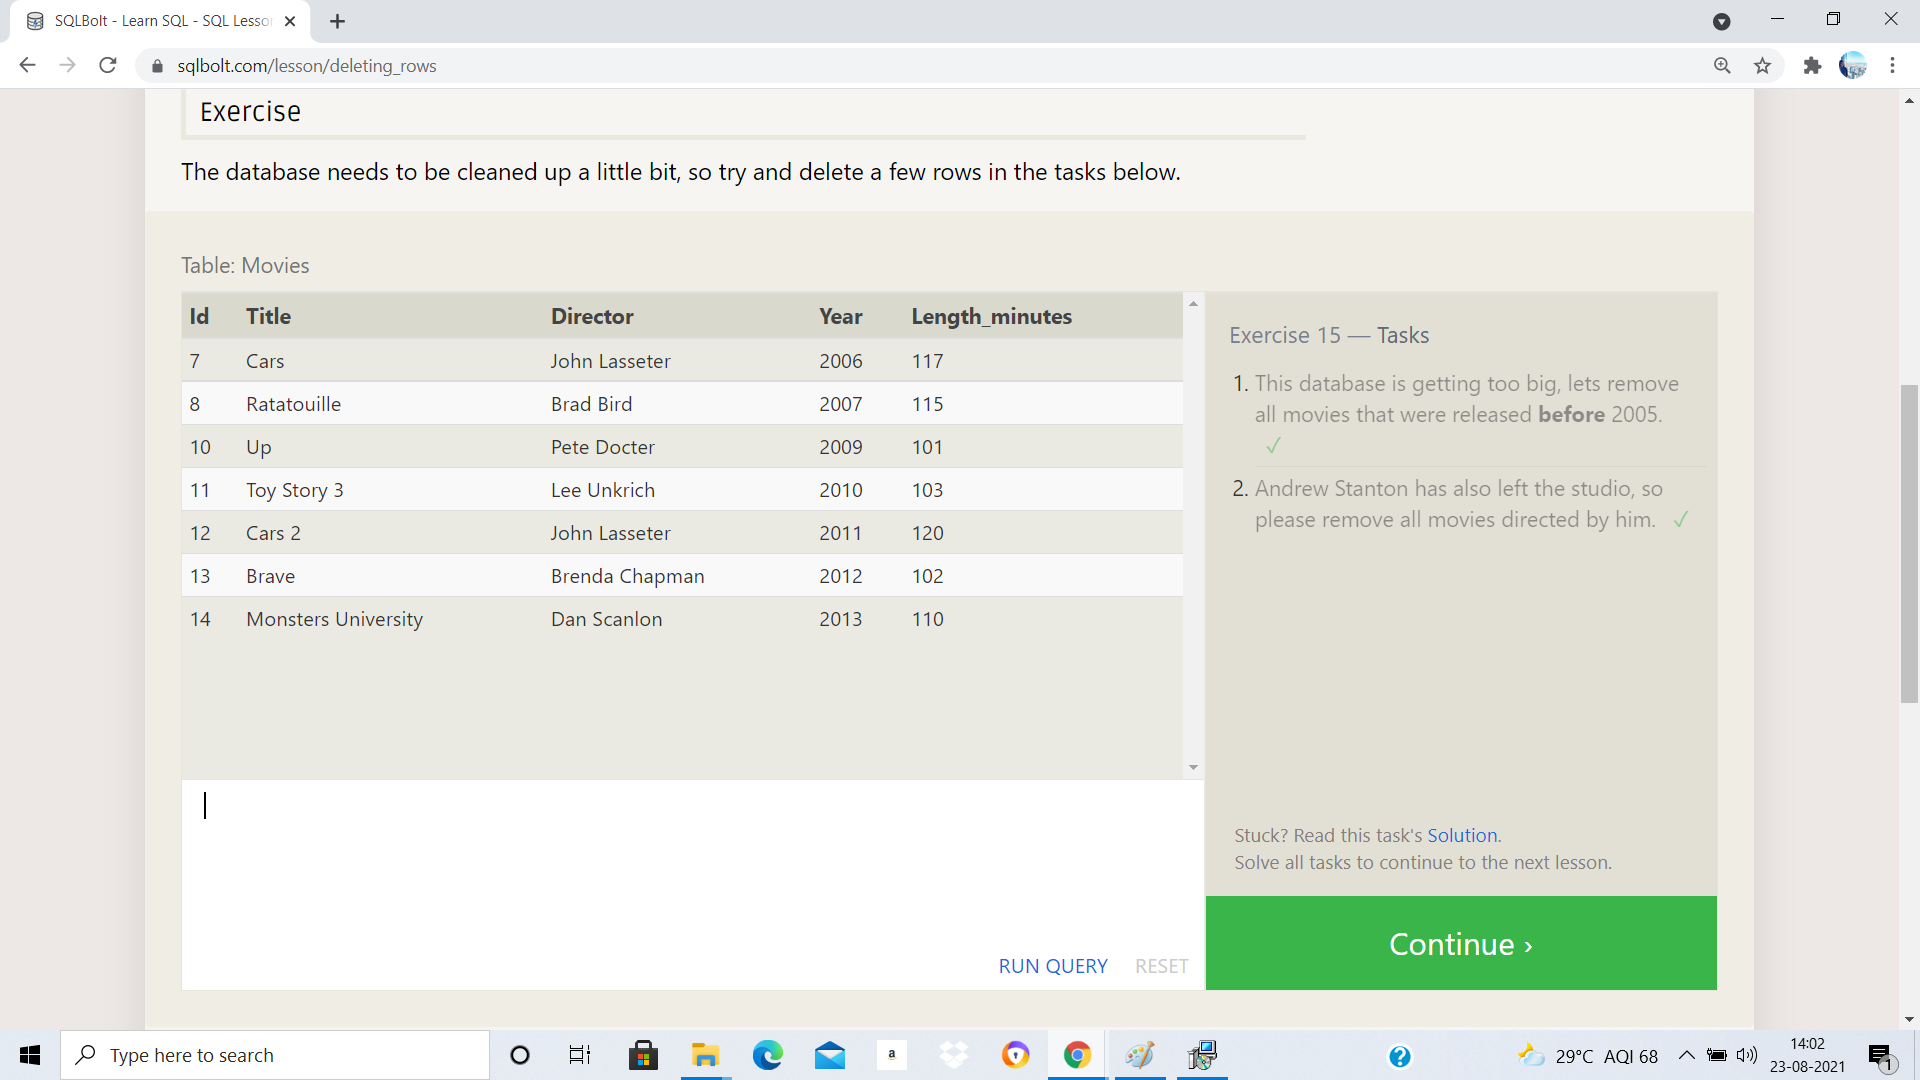 SQLBolt - Learn SQL - SQL Lesso
sqlbolt.com/lesson/deleting_rows
Exercise
The database needs to be cleaned up a little bit, so try and delete a few rows in the tasks below.
Table: Movies
Id Title Director Year Length_minutes
7 Cars John Lasseter 2006 117
8 Ratatouille Brad Bird 2007 115
10 Up Pete Docter 2009 101
11 Toy Story 3 Lee Unkrich 2010 103
12 Cars 2 John Lasseter 2011 120
13 Brave Brenda Chapman 2012 102
14 Monsters University Dan Scanlon 2013 110
Exercise 15 — Tasks
1. This database is getting too big, lets remove
all movies that were released before 2005.
✓
2. Andrew Stanton has also left the studio, so
please remove all movies directed by him. ✓
Stuck? Read this task's Solution.
Solve all tasks to continue to the next lesson.
RUN QUERY RESET
Continue ›
Type here to search
a
29°C AQI 68
14:02
23-08-2021
1